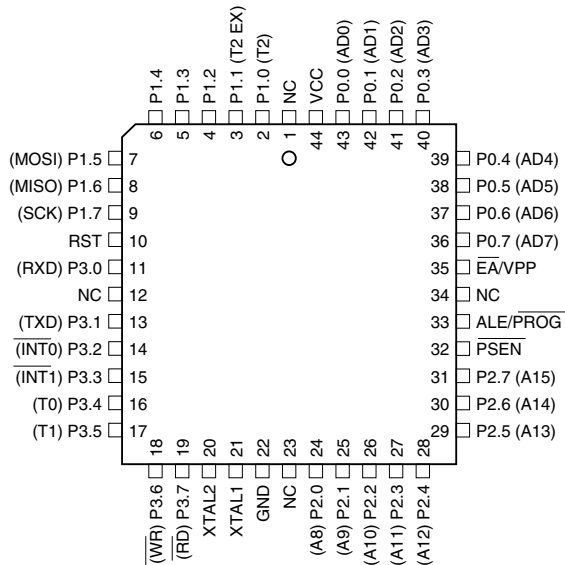 P1.4
P1.3
P1.2
P1.1 (T2 EX)
P1.0 (T2)
NC
VCC
P0.0 (AD0)
P0.1 (AD1)
P0.2 (AD2)
P0.3 (AD3)
6
5
4
3
2
1
44
43
42
41
40
(MOSI) P1.5 7
(MISO) P1.6 8
(SCK) P1.7 9
RST 10
(RXD) P3.0 11
NC 12
(TXD) P3.1 13
(INT0) P3.2 14
(INT1) P3.3 15
(T0) P3.4 16
(T1) P3.5 17
39 P0.4 (AD4)
38 P0.5 (AD5)
37 P0.6 (AD6)
36 P0.7 (AD7)
35 EA/VPP
34 NC
33 ALE/PROG
32 PSEN
31 P2.7 (A15)
30 P2.6 (A14)
29 P2.5 (A13)
18
19
20
21
22
23
24
25
26
27
28
(WR) P3.6
(RD) P3.7
XTAL2
XTAL1
GND
NC
(A8) P2.0
(A9) P2.1
(A10) P2.2
(A11) P2.3
(A12) P2.4